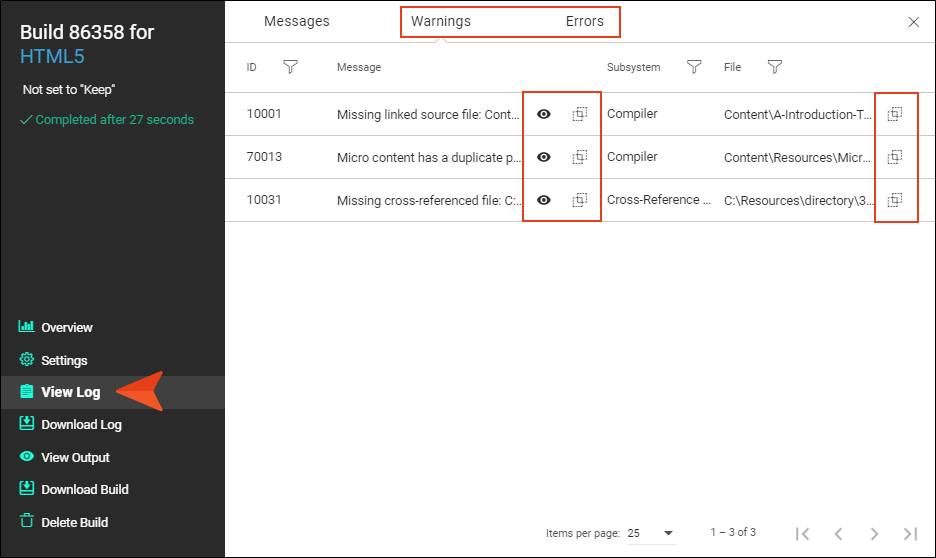 Build 86358 for
HTML5
Not set to "Keep"
Completed after 27 seconds
Overview
Settings
View Log
Download Log
View Output
Download Build
Delete Build
Messages Warnings Errors
ID Message Subsystem File
10001 Missing linked source file: Cont... Compiler Content\A-Introduction-T...
70013 Micro content has a duplicate p... Compiler Content\Resources\Micr...
10031 Missing cross-referenced file: C:... Cross-Reference ... C:\Resources\directory\3...
Items per page: 25 1 – 3 of 3